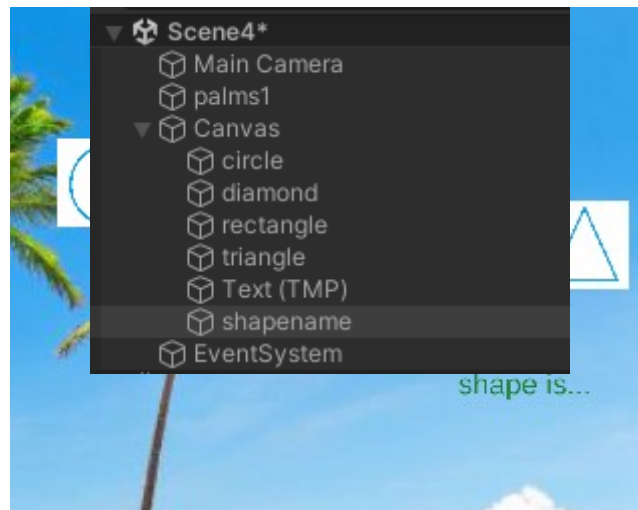 Scene4*
Main Camera
palms1
Canvas
circle
diamond
rectangle
triangle
Text (TMP)
shapename
EventSystem
shape is...